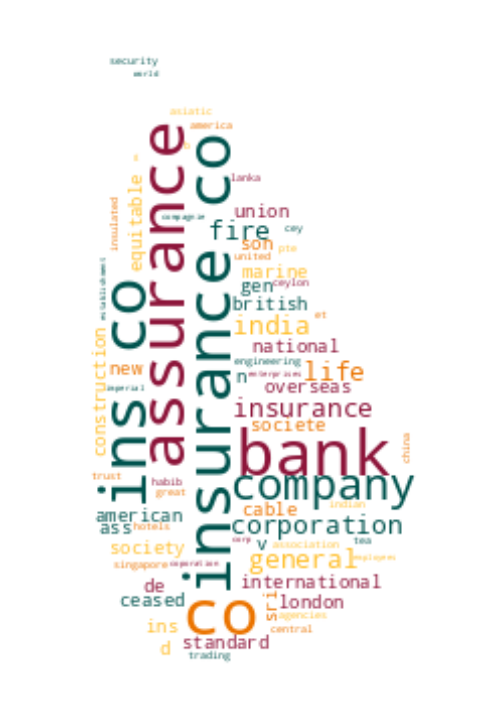 security
world
asiatic
america
assurance
insurance co
lanka
equitable
insulated
compagnie
union
fire
cey
son
pte
united
establishment
marine
gen
ceylon
british
ins co
et
india
construction
national
engineering
new
n
enterprises
life
imperial
overseas
insurance
societe
bank
china
trust
habib
great
company
american
cable
indian
ass
hotels
corporation
corp
v
tea
society
association
general
employees
singapore
coporation
de
international
ceased
co
sri
london
agencies
ins
central
d
standard
trading